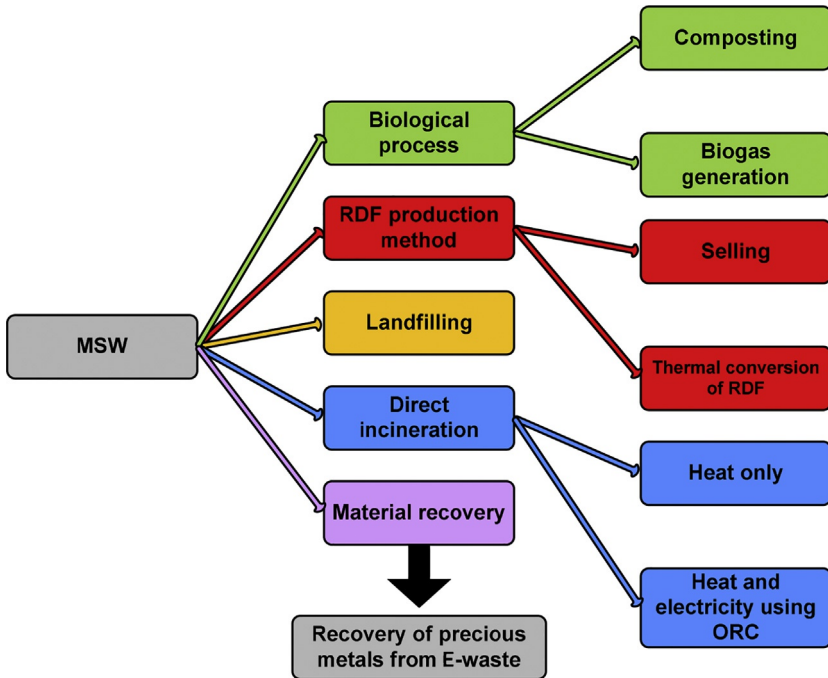 MSW
Biological
process
RDF production
method
Landfilling
Direct
incineration
Material recovery
Recovery of precious
metals from E-waste
Composting
Biogas
generation
Selling
Thermal conversion
of RDF
Heat only
Heat and
electricity using
ORC